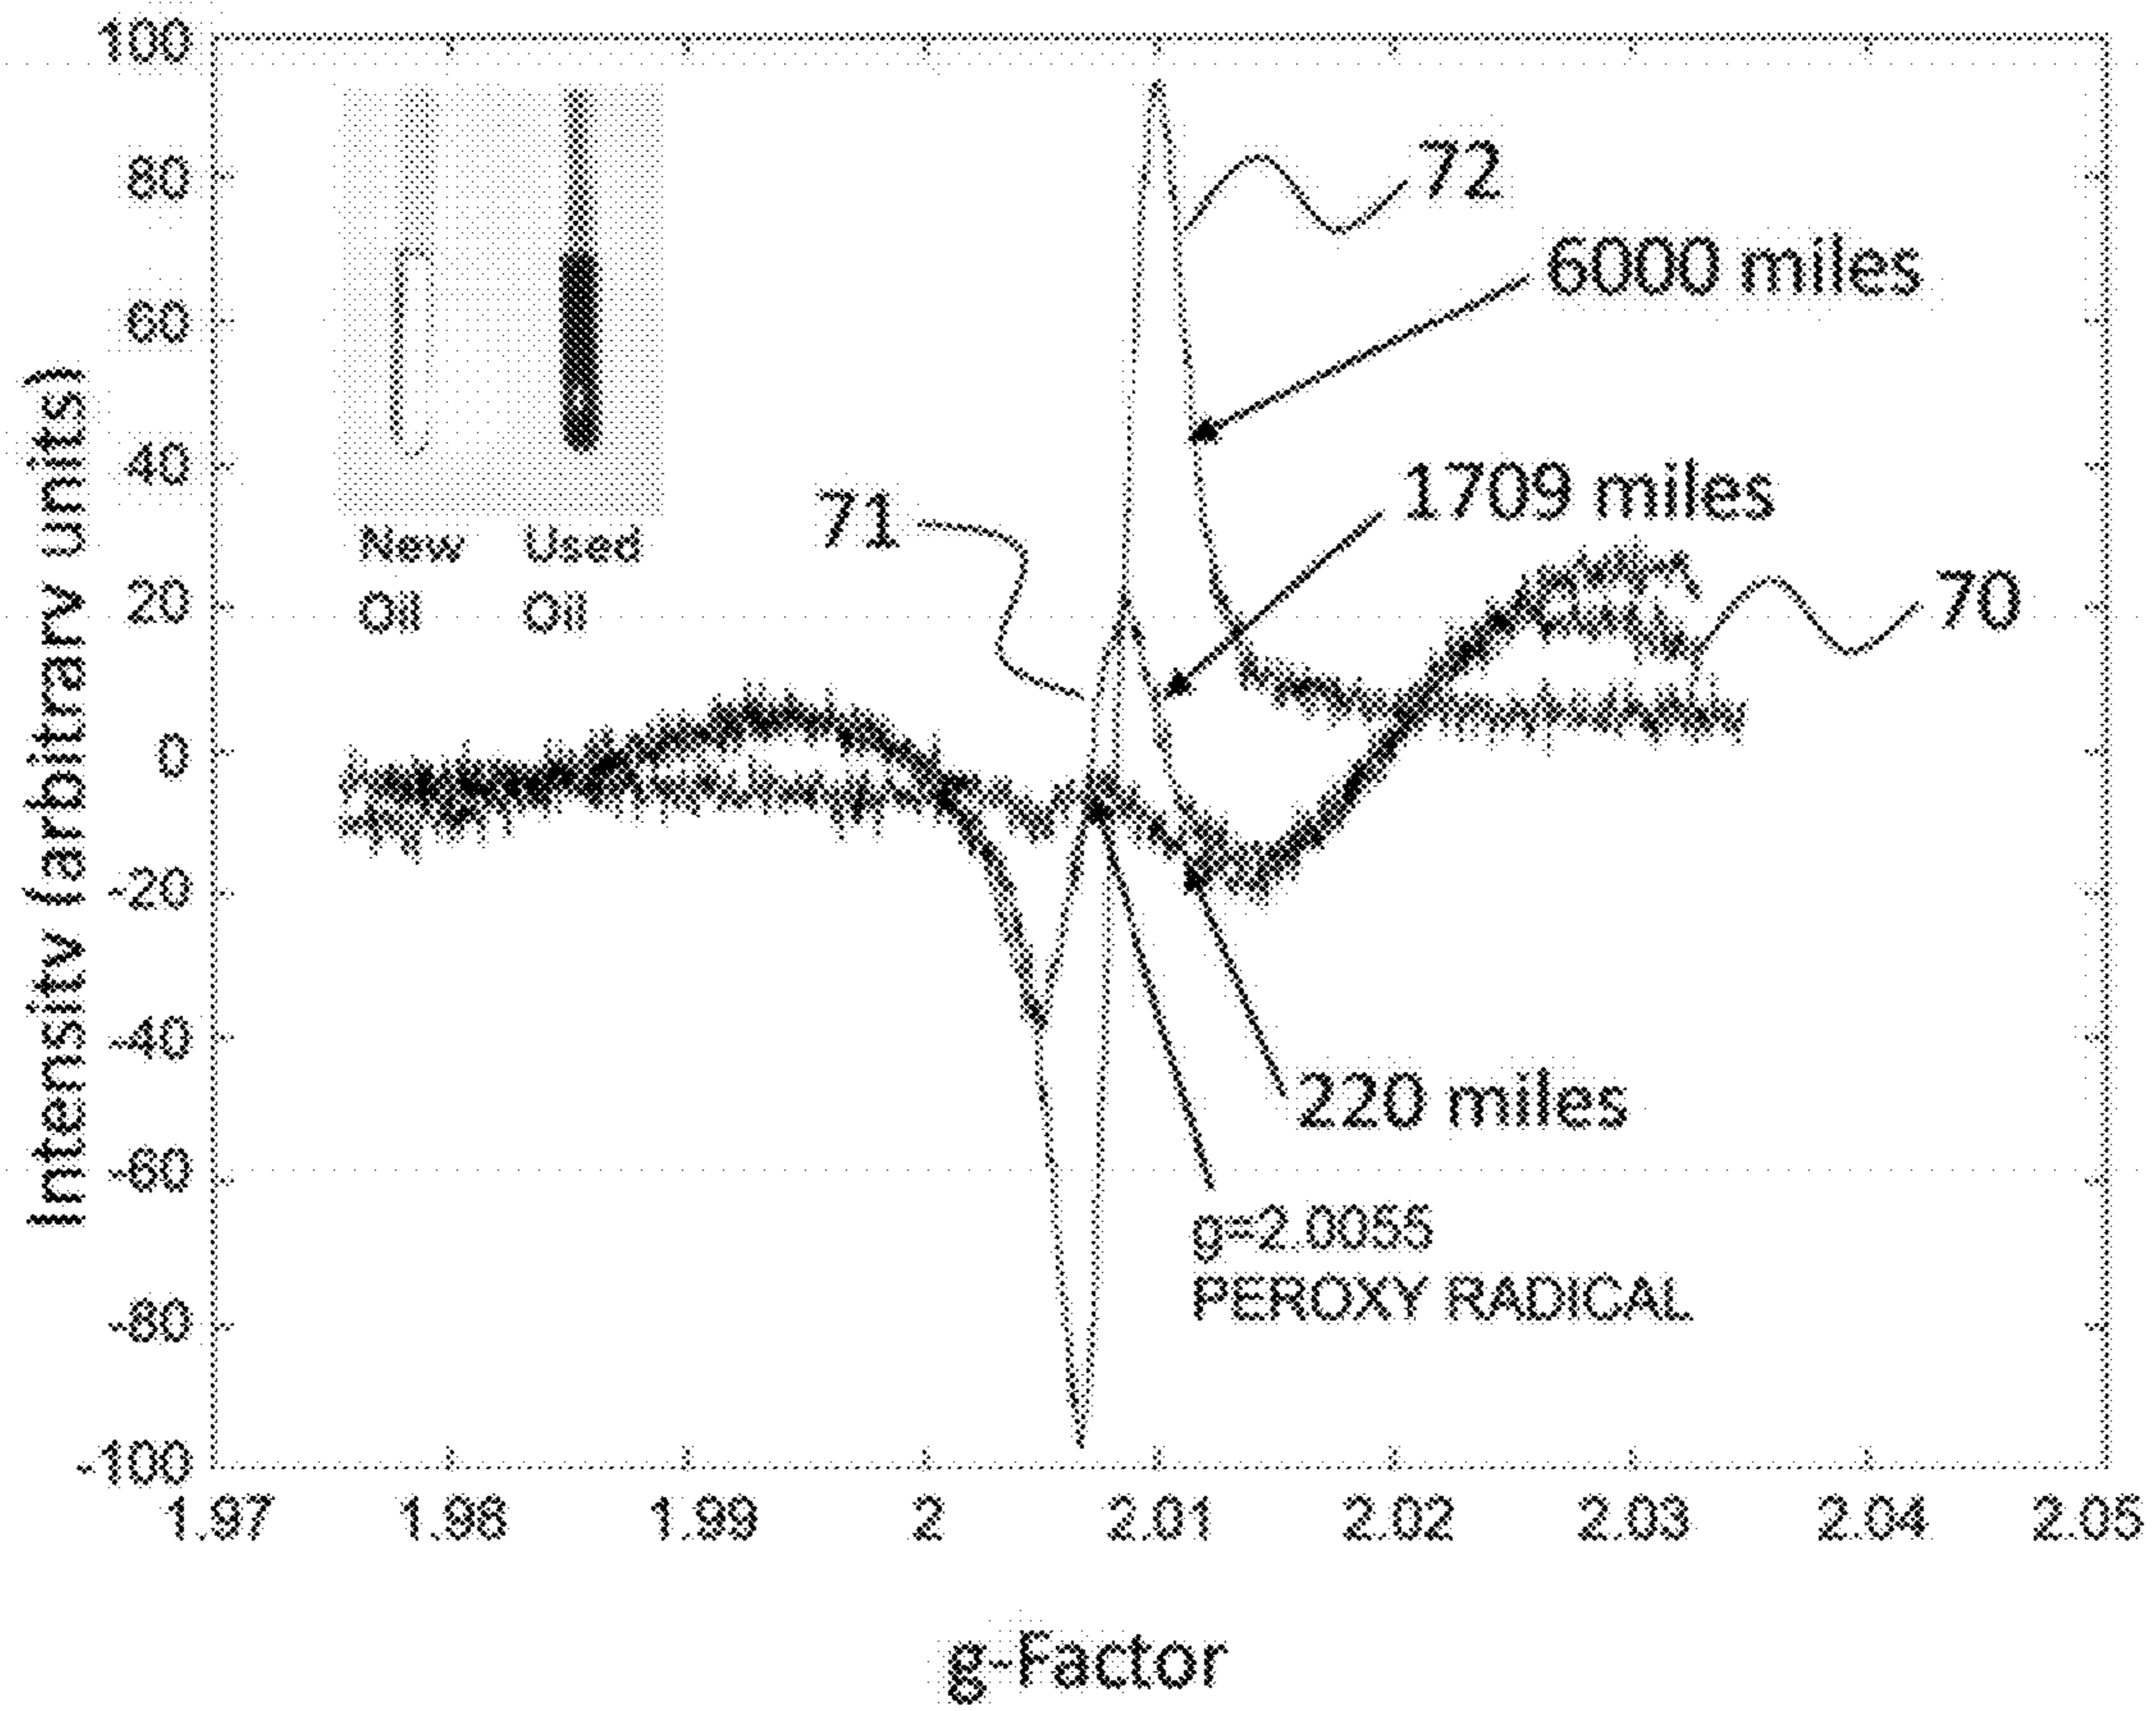 100
80
60
40
20
0
-20
-40
-60
-80
-100
Intensity (arbitrary units)
New Used
Oil Oil
72
6000 miles
71
1709 miles
70
220 miles
g=2.0055
PEROXY RADICAL
1.97 1.98 1.99 2 2.01 2.02 2.03 2.04 2.05
g-Factor